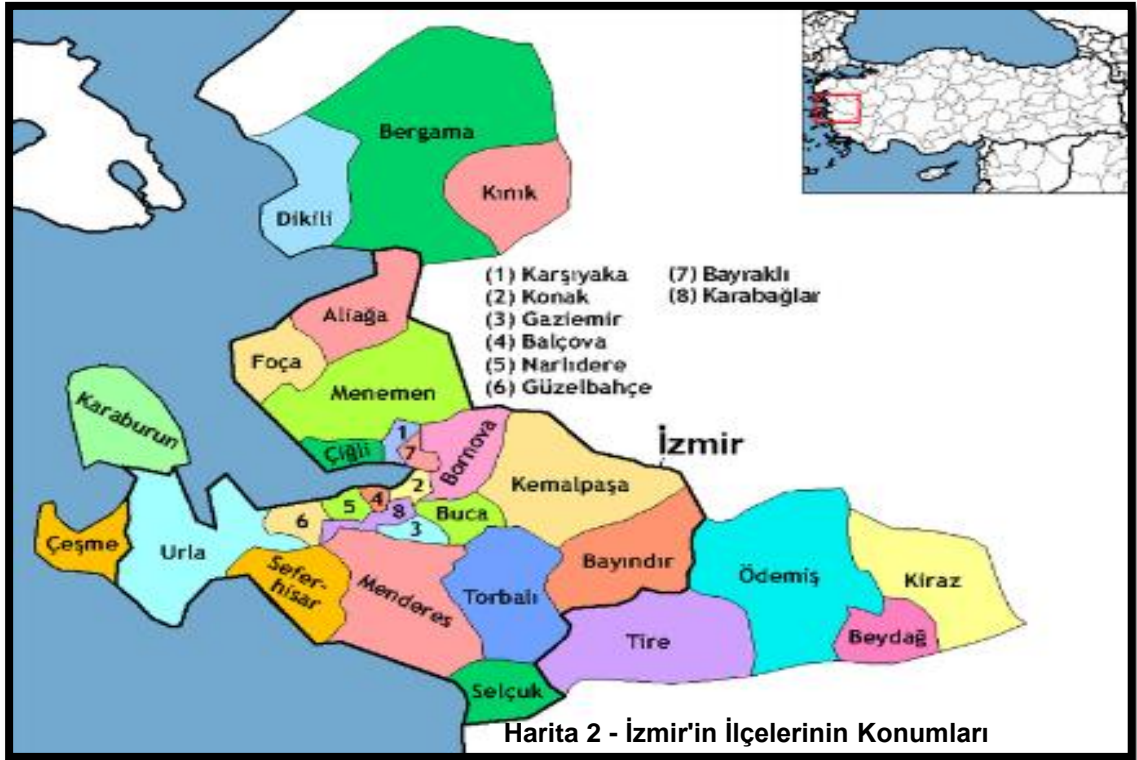 Bergama
Kınık
Dikili
(1) Karşıyaka
(2) Konak
(3) Gaziemir
(4) Balçova
(5) Narlıdere
(6) Güzelbahçe
(7) Bayraklı
(8) Karabağlar
Aliağa
Foça
Menemen
Karaburun
Çiğli
1
7
Bornova
İzmir
2
Kemalpaşa
6
5
4
8
3
Buca
Çeşme
Urla
Sefer-
hisar
Menderes
Torbalı
Bayındır
Ödemiş
Kiraz
Tire
Beydağ
Selçuk
Harita 2 - İzmir'in İlçelerinin Konumları